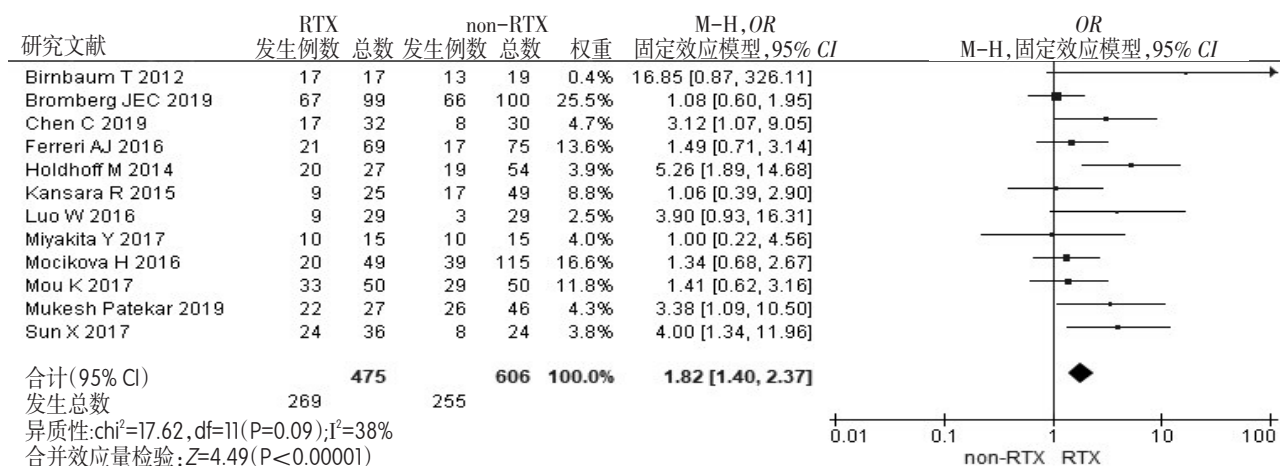 RTX non-RTX M-H,OR OR
研究文献 发生例数 总数 发生例数 总数 权重 固定效应模型,95% CI M-H,固定效应模型,95% CI
Birnbaum T 2012 17 17 13 19 0.4% 16.85 [0.87, 326.11]
Bromberg JEC 2019 67 99 66 100 25.5% 1.08 [0.60, 1.95]
Chen C 2019 17 32 8 30 4.7% 3.12 [1.07, 9.05]
Ferreri AJ 2016 21 69 17 75 13.6% 1.49 [0.71, 3.14]
Holdhoff M 2014 20 27 19 54 3.9% 5.26 [1.89, 14.68]
Kansara R 2015 9 25 17 49 8.8% 1.06 [0.39, 2.90]
Luo W 2016 9 29 3 29 2.5% 3.90 [0.93, 16.31]
Miyakita Y 2017 10 15 10 15 4.0% 1.00 [0.22, 4.56]
Mocikova H 2016 20 49 39 115 16.6% 1.34 [0.68, 2.67]
Mou K 2017 33 50 29 50 11.8% 1.41 [0.62, 3.16]
Mukesh Patekar 2019 22 27 26 46 4.3% 3.38 [1.09, 10.50]
Sun X 2017 24 36 8 24 3.8% 4.00 [1.34, 11.96]
合计(95% CI) 475 606 100.0% 1.82 [1.40, 2.37]
发生总数 269 255
异质性:chi²=17.62,df=11(P=0.09);I²=38%
合并效应量检验:Z=4.49(P<0.00001)
0.01 0.1 1 10 100
non-RTX RTX